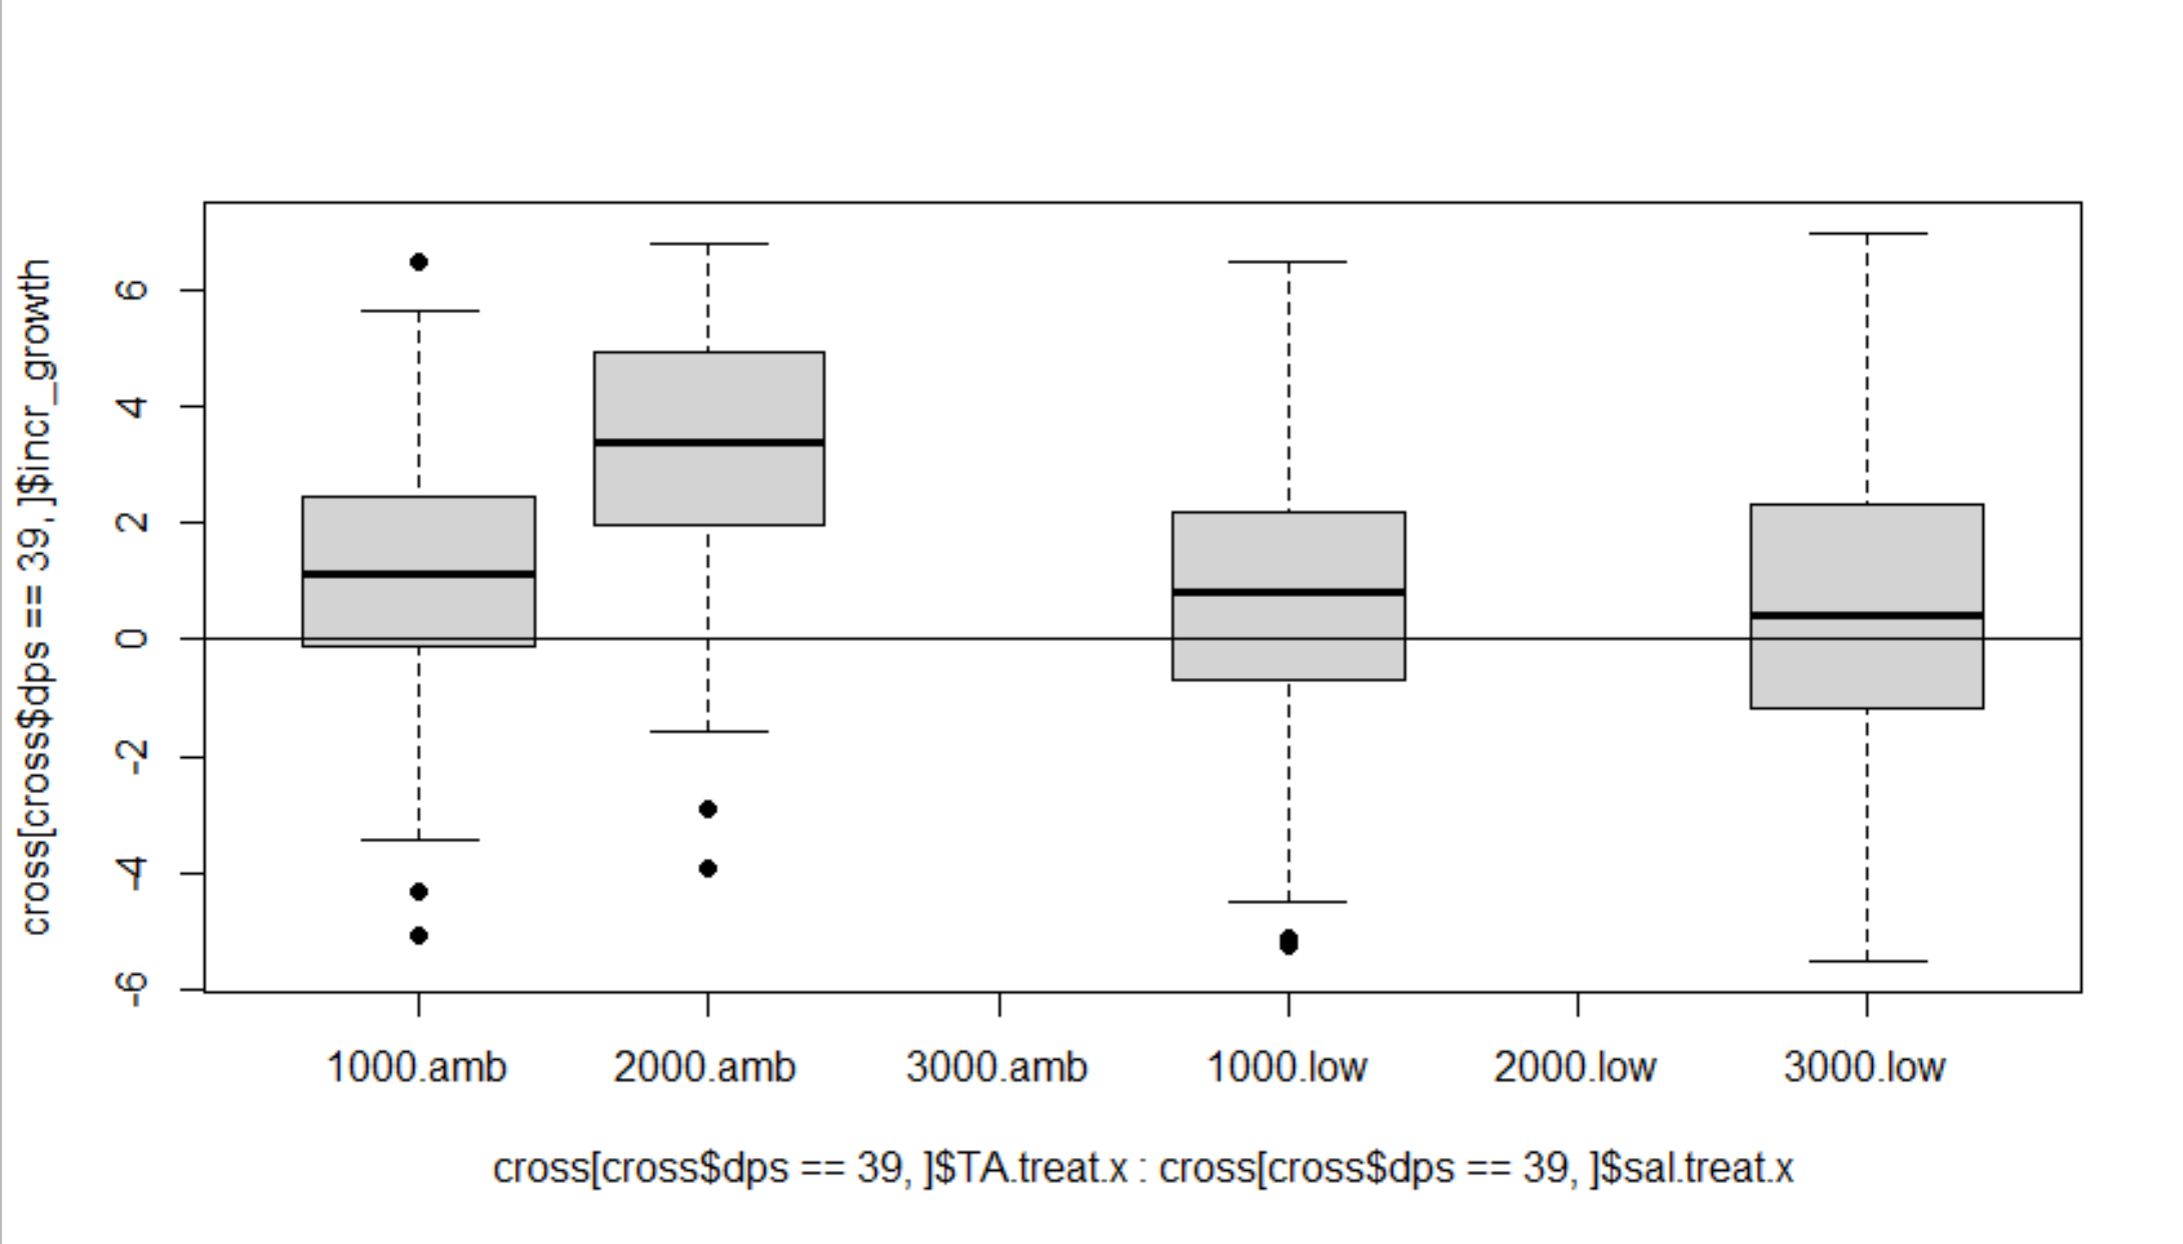 cross[cross$dps == 39, ]$incr_growth
6
4
2
0
-2
-4
-6
1000.amb 2000.amb 3000.amb 1000.low 2000.low 3000.low
cross[cross$dps == 39, ]$TA.treat.x : cross[cross$dps == 39, ]$sal.treat.x